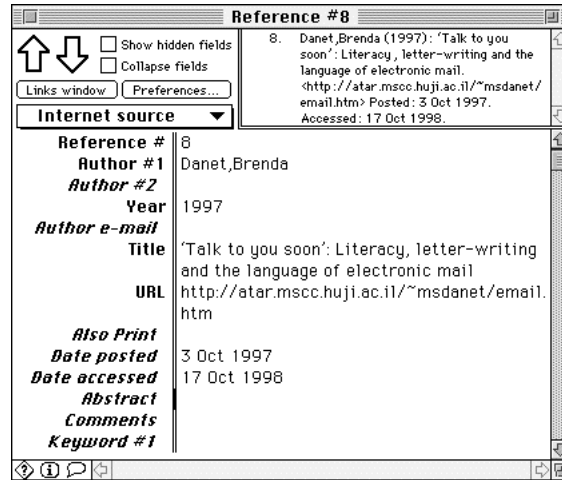 Reference #8
Show hidden fields
Collapse fields
Links window
Preferences...
Internet source
8. Danet,Brenda (1997): ‘Talk to you
soon’: Literacy, letter-writing and the
language of electronic mail.
<http://atar.mscc.huji.ac.il/~msdanet/
email.htm> Posted: 3 Oct 1997.
Accessed: 17 Oct 1998.
Reference # 8
Author #1 Danet,Brenda
Author #2
Year 1997
Author e-mail
Title ‘Talk to you soon’: Literacy, letter-writing
and the language of electronic mail
URL http://atar.mscc.huji.ac.il/~msdanet/email.
htm
Also Print
Date posted 3 Oct 1997
Date accessed 17 Oct 1998
Abstract
Comments
Keyword #1